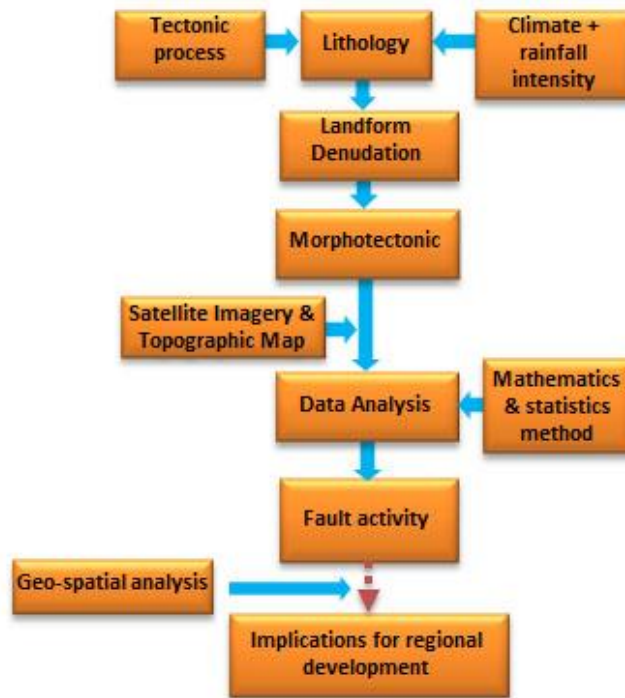 Tectonic
process
Lithology
Climate +
rainfall
intensity
Landform
Denudation
Morphotectonic
Satellite Imagery &
Topographic Map
Data Analysis
Mathematics
& statistics
method
Fault activity
Geo-spatial analysis
Implications for regional
development